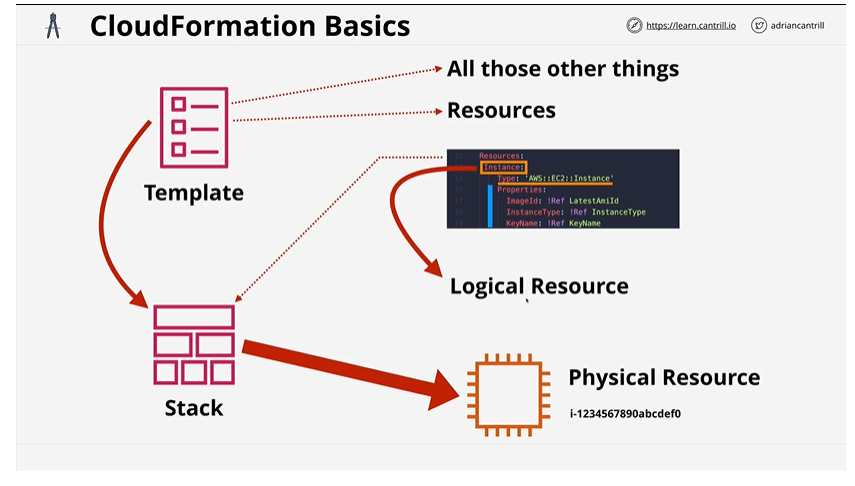 CloudFormation Basics
https://learn.cantrill.io
adriancantrill
All those other things
Resources
Template
Resources:
Instance:
Type: 'AWS::EC2::Instance'
Properties:
ImageId: !Ref LatestAmiId
InstanceType: !Ref InstanceType
KeyName: !Ref KeyName
Logical Resource
Stack
Physical Resource
i-1234567890abcdef0